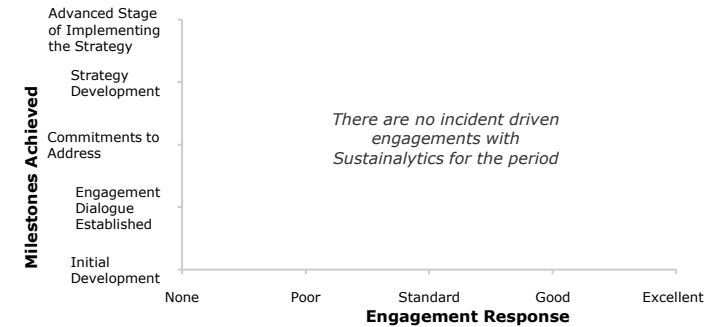 Advanced Stage
of Implementing
the Strategy
Strategy
Development
Commitments to
Address
Engagement
Dialogue
Established
Initial
Development
Milestones Achieved
There are no incident driven
engagements with
Sustainalytics for the period
None
Poor
Standard
Good
Excellent
Engagement Response